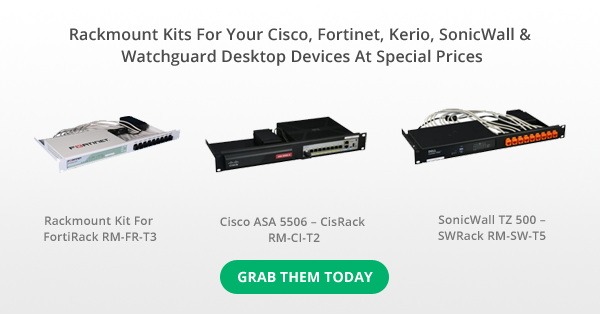 Rackmount Kits For Your Cisco, Fortinet, Kerio, SonicWall &
Watchguard Desktop Devices At Special Prices
FORTINET
Rackmount Kit For
FortiRack RM-FR-T3
Cisco ASA 5506 – CisRack
RM-CI-T2
SonicWall TZ 500 –
SWRack RM-SW-T5
GRAB THEM TODAY